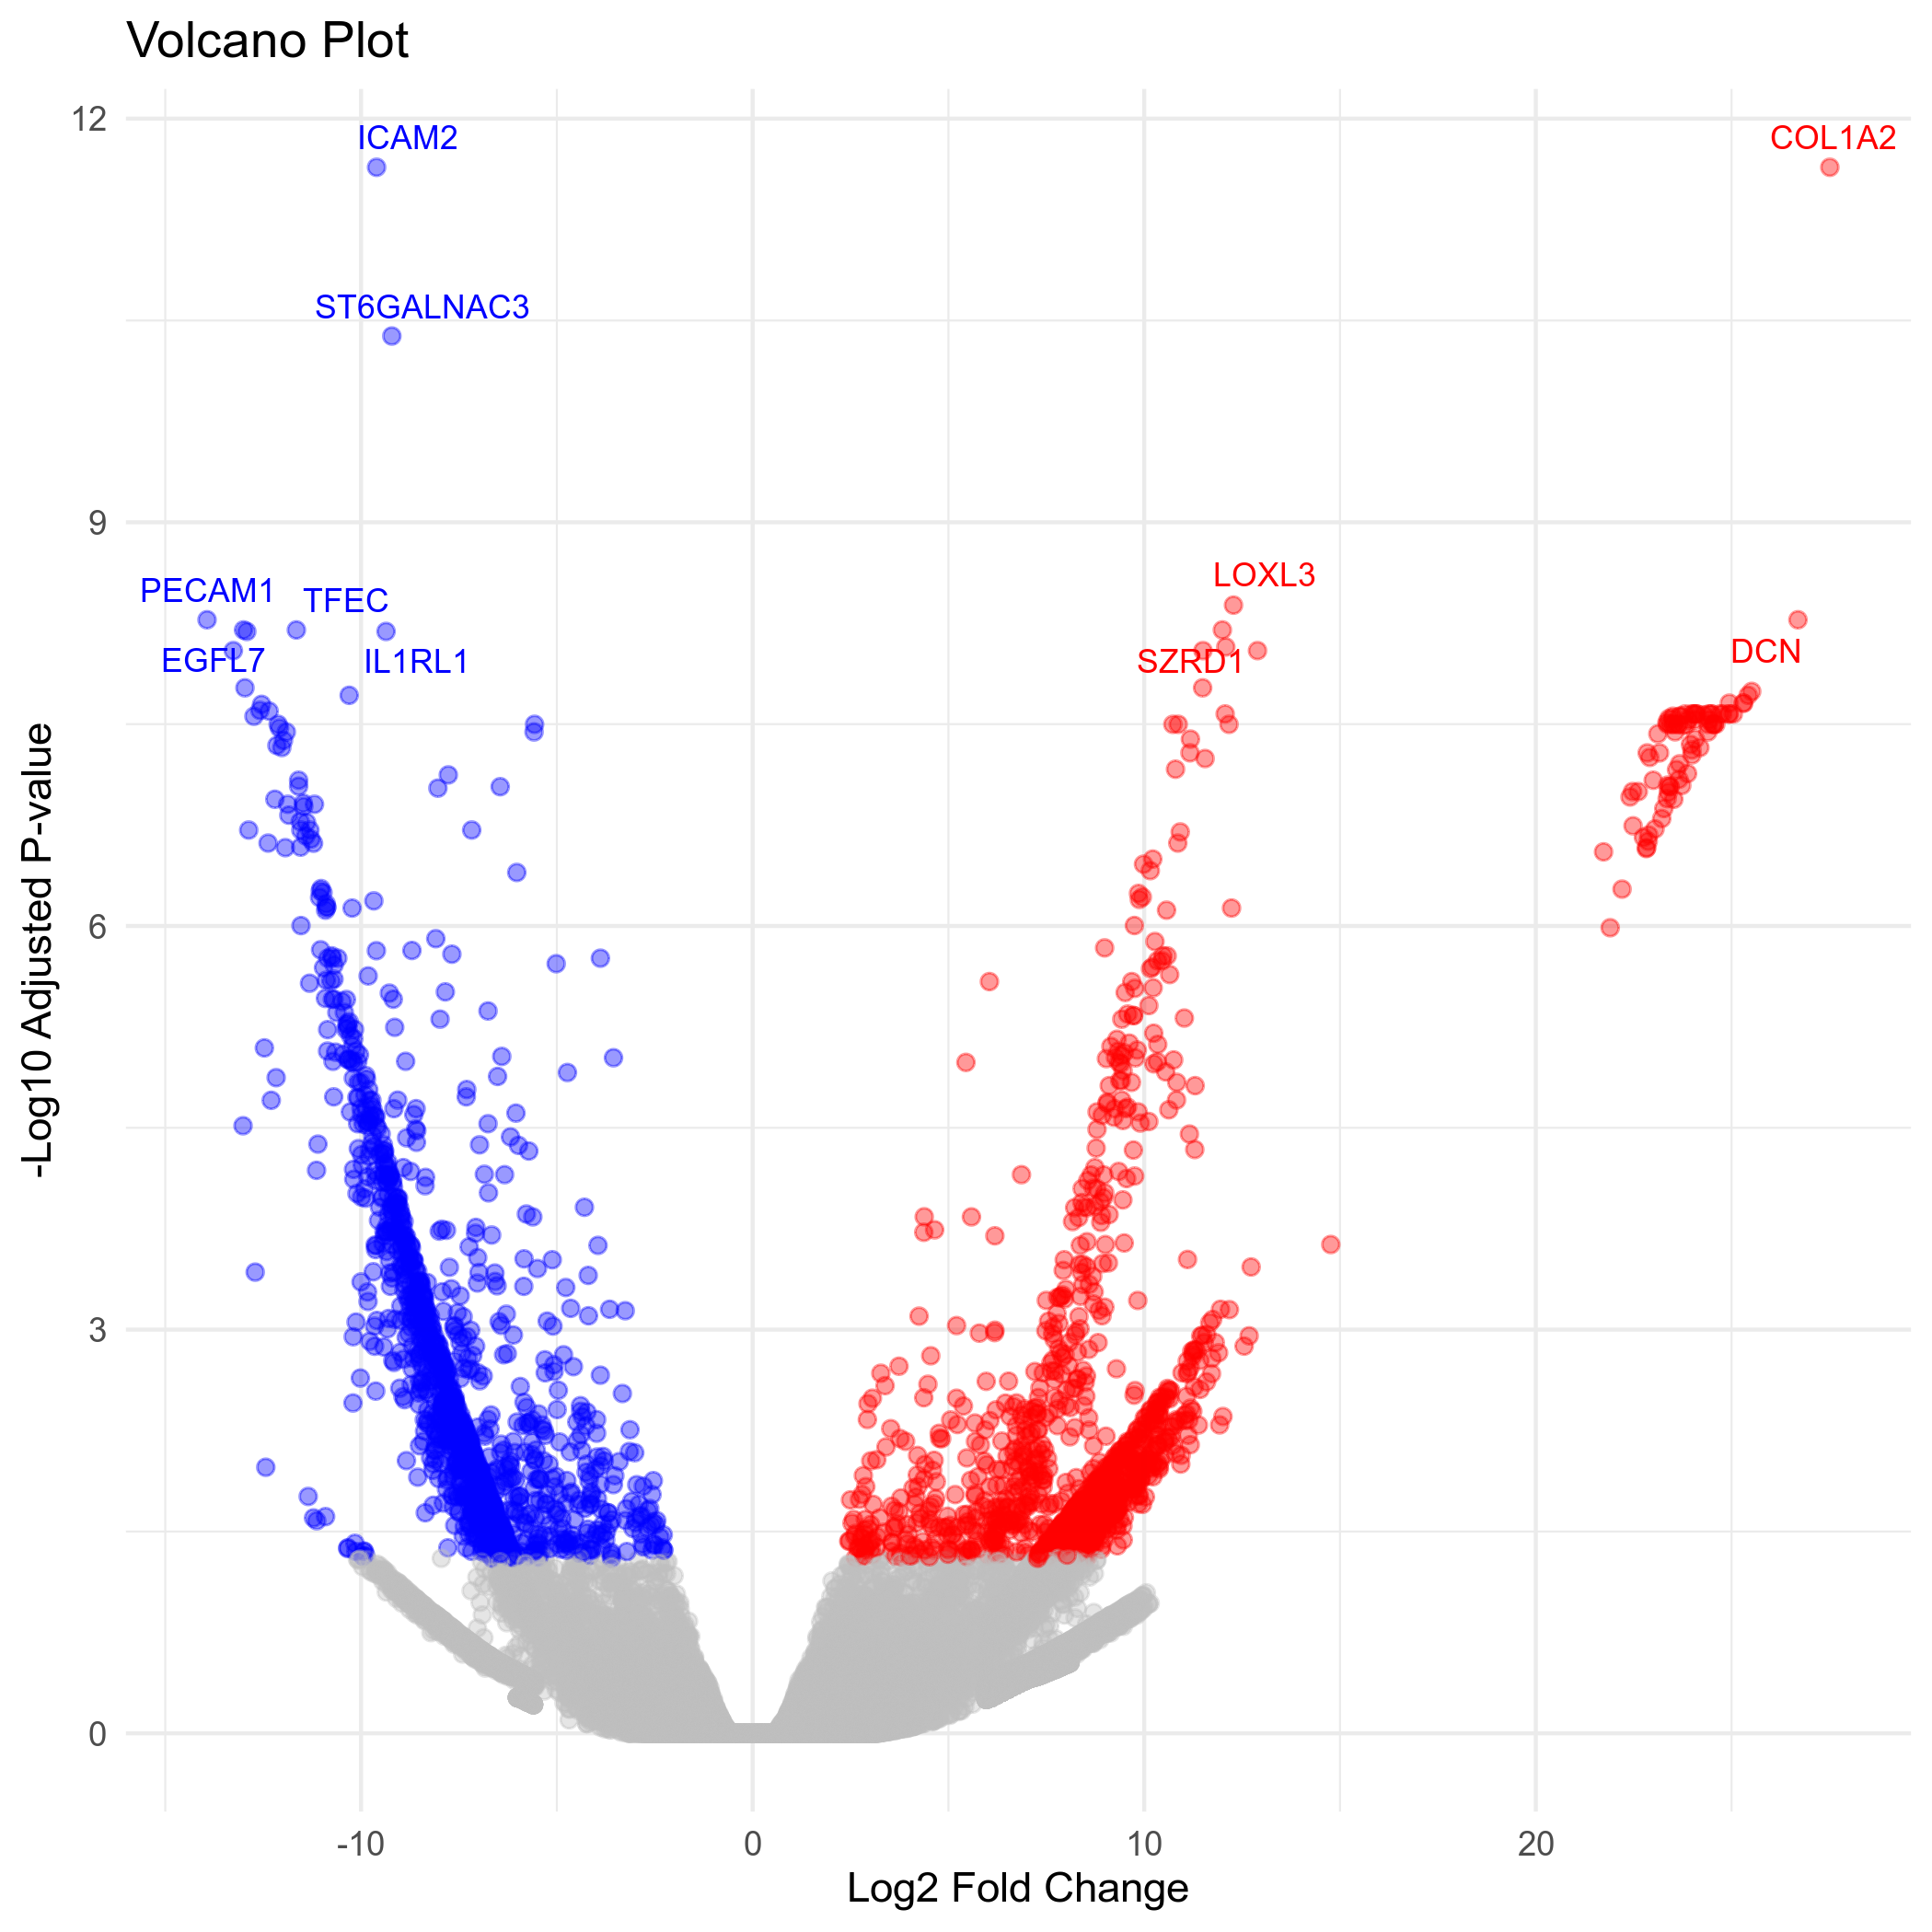 Volcano Plot
12
ICAM2
COL1A2
ST6GALNAC3
9
LOXL3
PECAM1
TFEC
DCN
EGFL7
IL1RL1
SZRD1
-Log10 Adjusted P-value
6
3
0
-10
0
10
20
Log2 Fold Change